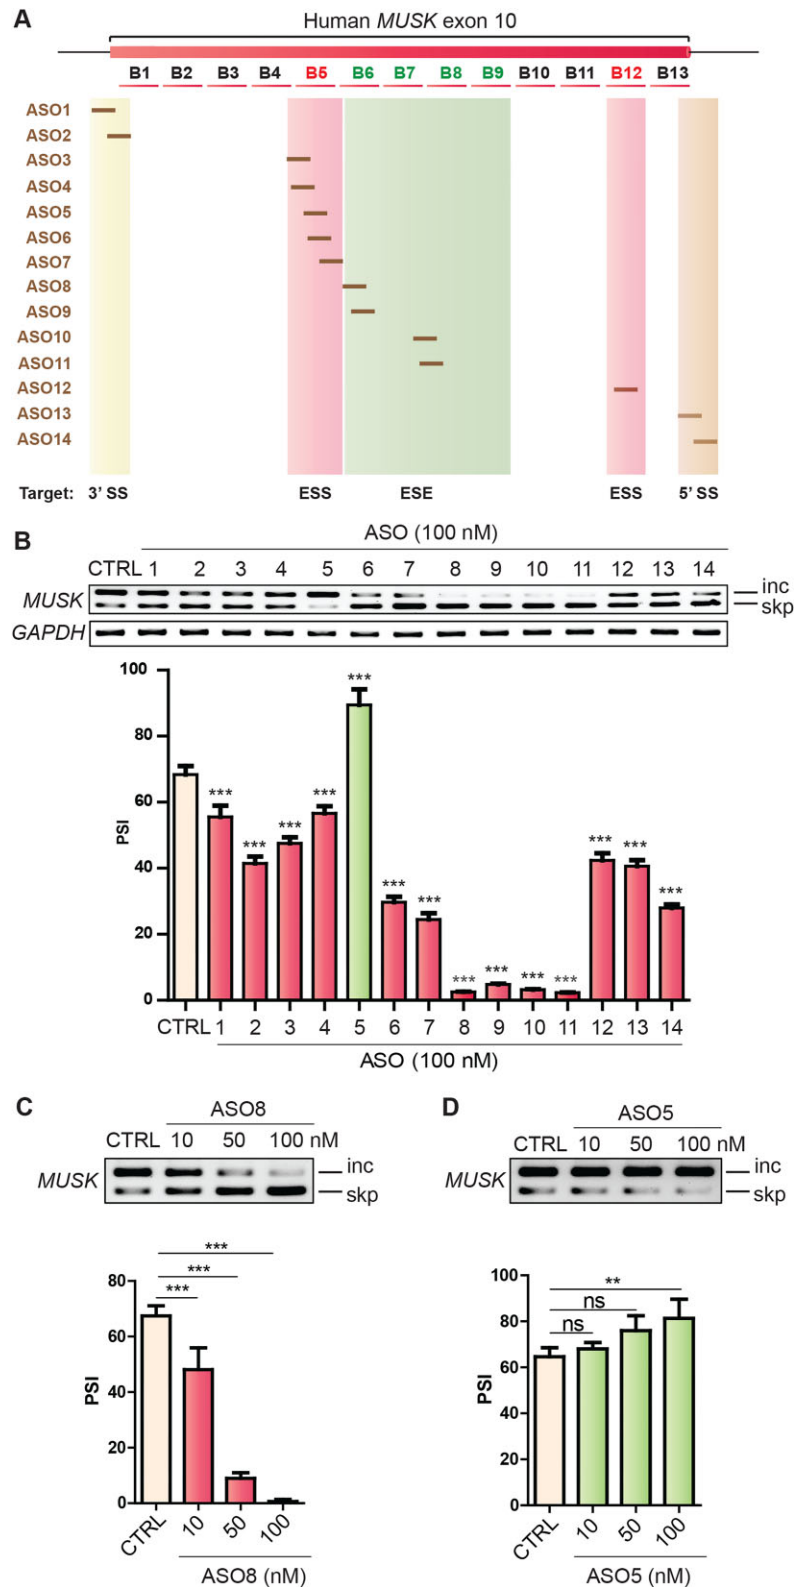 A
Human MUSK exon 10
B1 B2 B3 B4 B5 B6 B7 B8 B9 B10 B11 B12 B13
ASO1
ASO2
ASO3
ASO4
ASO5
ASO6
ASO7
ASO8
ASO9
ASO10
ASO11
ASO12
ASO13
ASO14
Target: 3’ SS ESS ESE ESS 5’ SS
B
ASO (100 nM)
CTRL 1 2 3 4 5 6 7 8 9 10 11 12 13 14
MUSK inc
skp
GAPDH
PSI
100
80
60
40
20
0
*** *** *** *** *** *** *** *** *** *** *** *** *** ***
CTRL 1 2 3 4 5 6 7 8 9 10 11 12 13 14
ASO (100 nM)
C
ASO8
CTRL 10 50 100 nM
MUSK inc
skp
***
***
***
PSI
80
60
40
20
0
CTRL 10 50 100
ASO8 (nM)
D
ASO5
CTRL 10 50 100 nM
MUSK inc
skp
**
ns
ns
PSI
100
80
60
40
20
0
CTRL 10 50 100
ASO5 (nM)